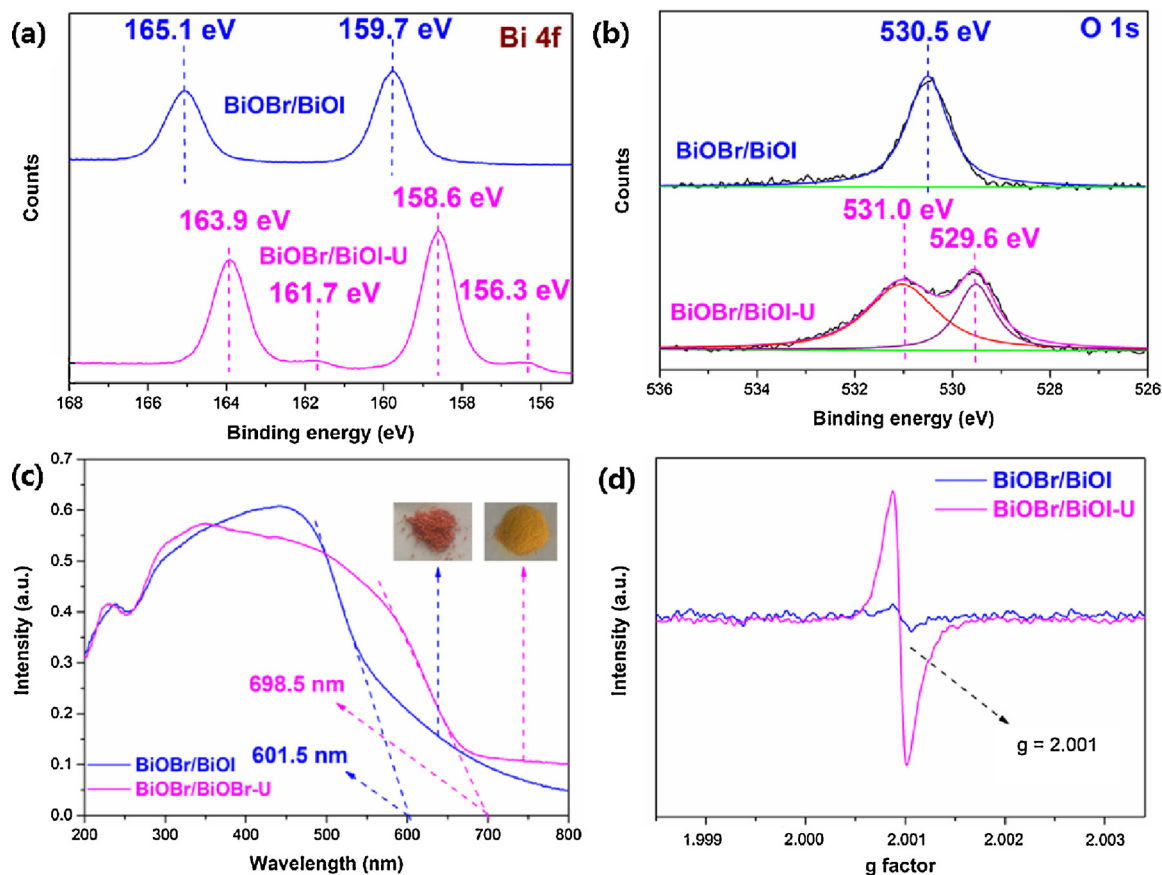 (a)
165.1 eV
159.7 eV
Bi 4f
BiOBr/BiOI
163.9 eV
158.6 eV
BiOBr/BiOI-U
161.7 eV
156.3 eV
Counts
168 166 164 162 160 158 156
Binding energy (eV)
(b)
530.5 eV
O 1s
BiOBr/BiOI
531.0 eV
529.6 eV
BiOBr/BiOI-U
Counts
536 534 532 530 528 526
Binding energy (eV)
(c)
0.7
0.6
0.5
0.4
0.3
0.2
0.1
0.0
Intensity (a.u.)
698.5 nm
601.5 nm
BiOBr/BiOI
BiOBr/BiOBr-U
200 300 400 500 600 700 800
Wavelength (nm)
(d)
BiOBr/BiOI
BiOBr/BiOI-U
Intensity (a.u.)
g = 2.001
1.999 2.000 2.001 2.002 2.003
g factor